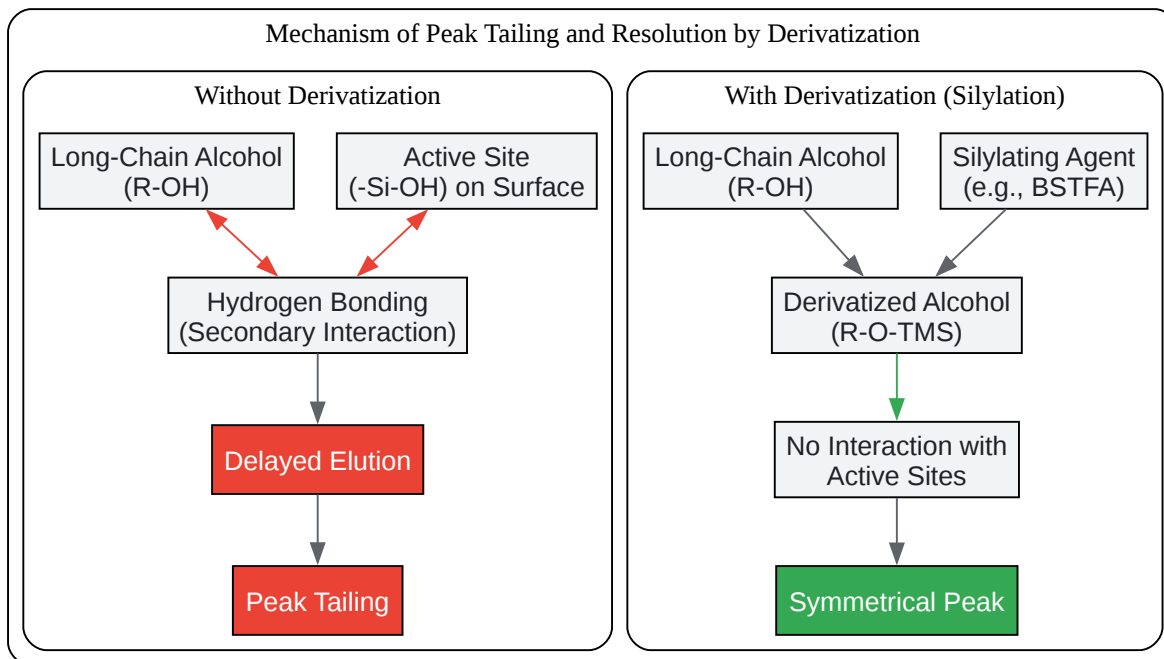 Mechanism of Peak Tailing and Resolution by Derivatization
Without Derivatization
Long-Chain Alcohol
(R-OH)
Active Site
(-Si-OH) on Surface
Hydrogen Bonding
(Secondary Interaction)
Delayed Elution
Peak Tailing
With Derivatization (Silylation)
Long-Chain Alcohol
(R-OH)
Silylating Agent
(e.g., BSTFA)
Derivatized Alcohol
(R-O-TMS)
No Interaction with
Active Sites
Symmetrical Peak